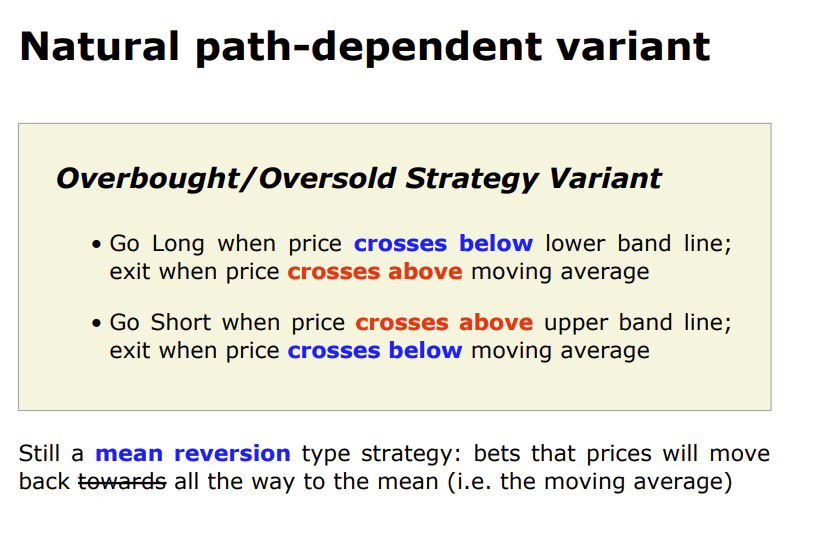 Natural path-dependent variant
Overbought/Oversold Strategy Variant
• Go Long when price crosses below lower band line;
exit when price crosses above moving average
• Go Short when price crosses above upper band line;
exit when price crosses below moving average
Still a mean reversion type strategy: bets that prices will move
back towards all the way to the mean (i.e. the moving average)